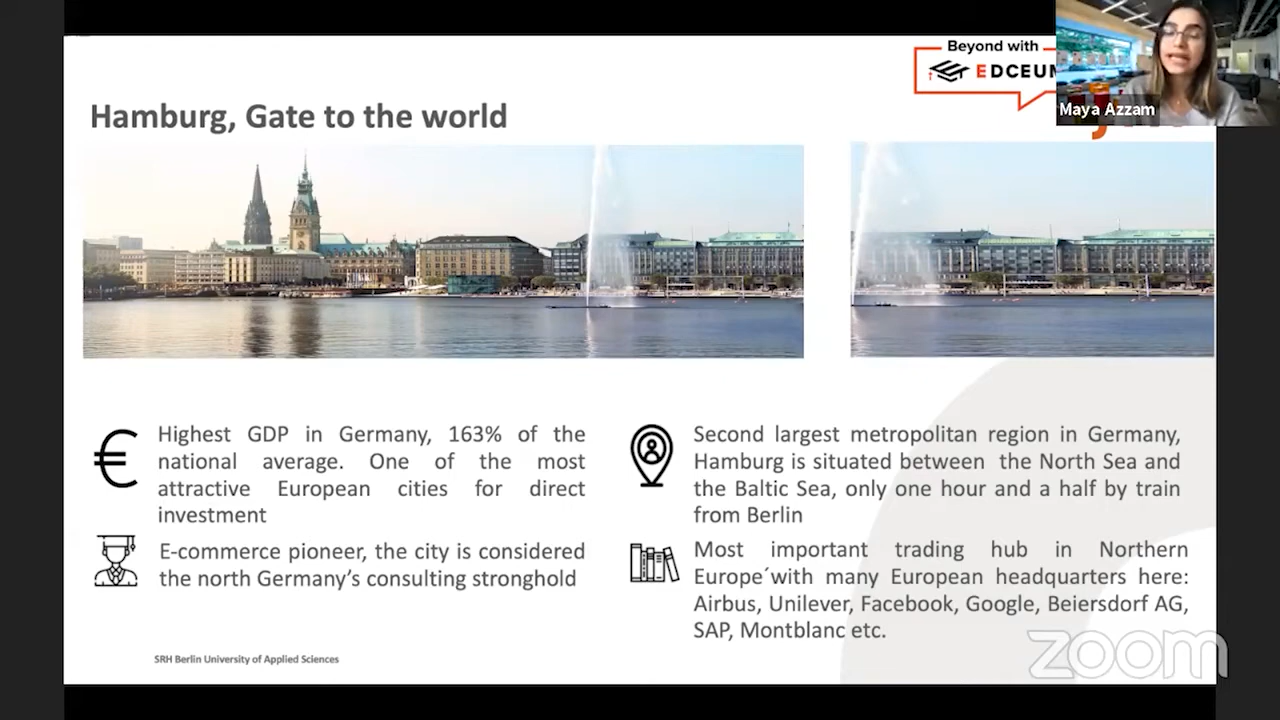 Beyond with
EDCEUM
Maya Azzam
Hamburg, Gate to the world
Highest GDP in Germany, 163% of the
national average. One of the most
attractive European cities for direct
investment
E-commerce pioneer, the city is considered
the north Germany's consulting stronghold
Second largest metropolitan region in Germany,
Hamburg is situated between the North Sea and
the Baltic Sea, only one hour and a half by train
from Berlin
Most important trading hub in Northern
Europe´with many European headquarters here:
Airbus, Unilever, Facebook, Google, Beiersdorf AG,
SAP, Montblanc etc.
SRH Berlin University of Applied Sciences
zoom